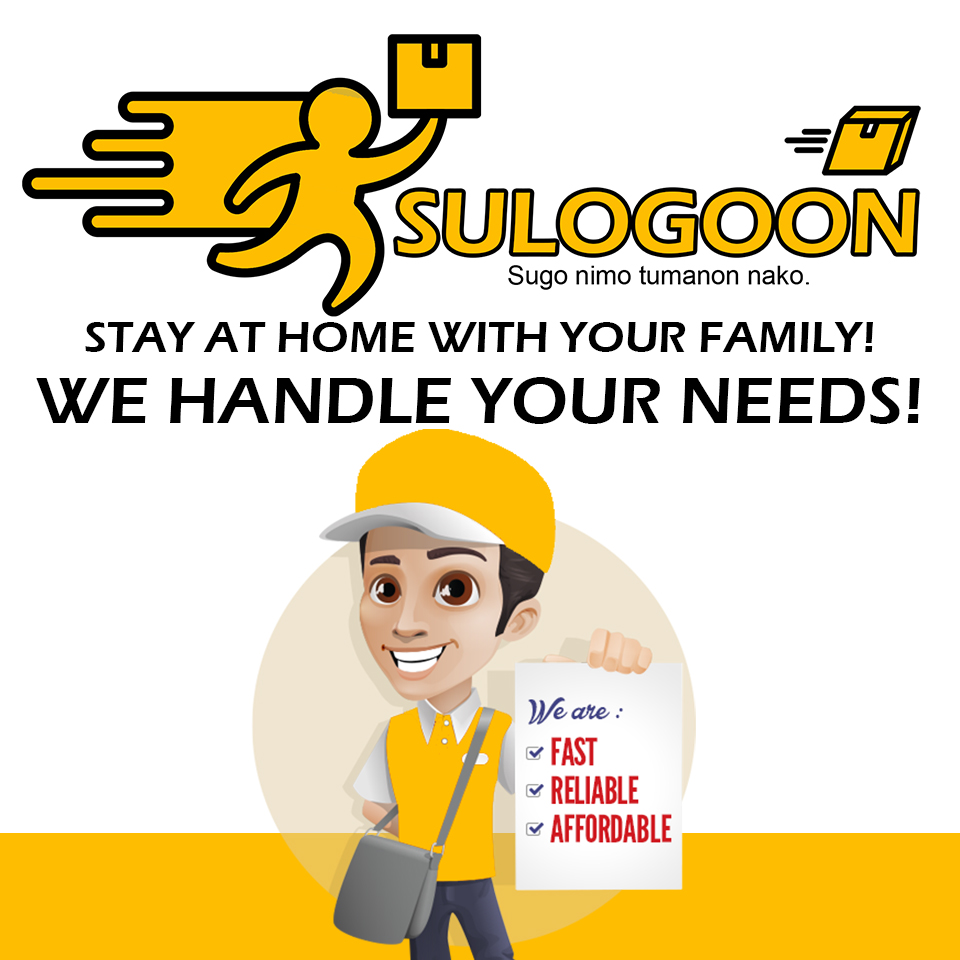 SULOGOON
Sugo nimo tumanon nako.
STAY AT HOME WITH YOUR FAMILY!
WE HANDLE YOUR NEEDS!
We are :
FAST
RELIABLE
AFFORDABLE